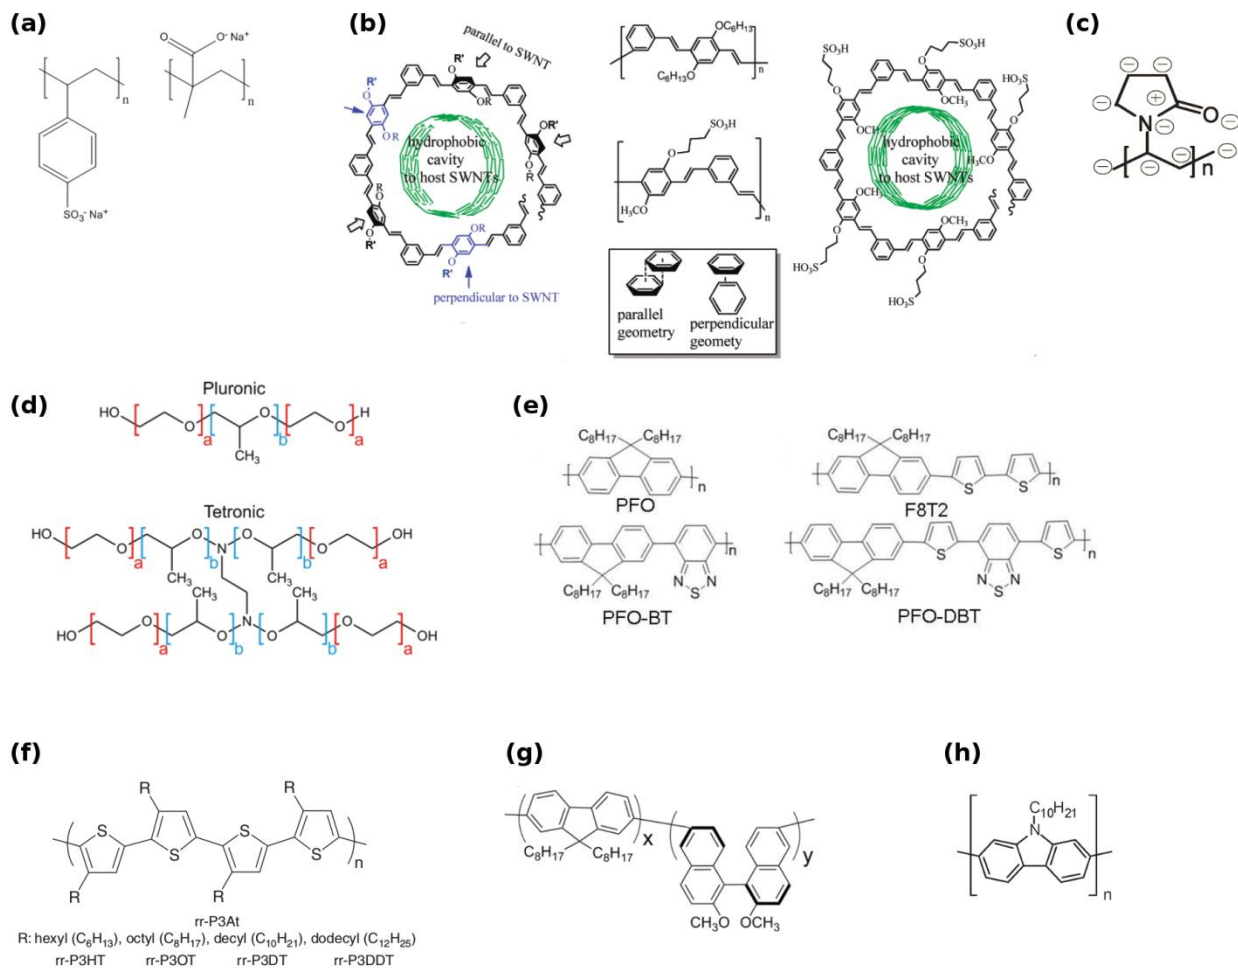 (a)
O
O⁻ Na⁺
n
n
SO₃⁻ Na⁺
(b)
parallel to SWNT
R'
O
OR
R'
O
OR
hydrophobic
cavity
to host SWNTs
OR'
O
R
R
O
O
R'
OR
O
R'
perpendicular to SWNT
OC₆H₁₃
C₆H₁₃O
n
SO₃H
O
H₃CO
n
parallel
geometry
perpendicular
geomety
SO₃H
O
SO₃H
O
OCH₃
HO₃S
O
OCH₃
H₃CO
hydrophobic
cavity
to host SWNTs
OCH₃
OCH₃
O
O
HO₃S
O
HO₃S
(c)
+
N
O
n
(d)
Pluronic
HO
O
a
O
b
CH₃
O
H
a
Tetronic
HO
O
a
O
b
CH₃
N
O
b
CH₃
O
a
OH
HO
O
a
CH₃
O
b
N
O
CH₃
b
O
a
OH
(e)
C₈H₁₇ C₈H₁₇
n
PFO
C₈H₁₇ C₈H₁₇
S S
n
F8T2
C₈H₁₇ C₈H₁₇
N N
S
n
PFO-BT
C₈H₁₇ C₈H₁₇
S
N N
S
S
n
PFO-DBT
(f)
R R
S S S S
n
R R
rr-P3At
R: hexyl (C₆H₁₃), octyl (C₈H₁₇), decyl (C₁₀H₂₁), dodecyl (C₁₂H₂₅)
rr-P3HT rr-P3OT rr-P3DT rr-P3DDT
(g)
C₈H₁₇ C₈H₁₇
x
y
CH₃O OCH₃
(h)
C₁₀H₂₁
N
n